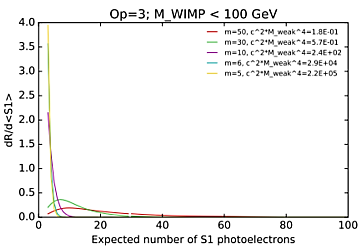 Op=3; M_WIMP < 100 GeV
4.0
3.5
3.0
2.5
2.0
1.5
1.0
0.5
0.0
dR/d<S1>
m=50, c^2*M_weak^4=1.8E-01
m=30, c^2*M_weak^4=5.7E-01
m=10, c^2*M_weak^4=2.4E+02
m=6, c^2*M_weak^4=2.9E+04
m=5, c^2*M_weak^4=2.2E+05
0 20 40 60 80 100
Expected number of S1 photoelectrons